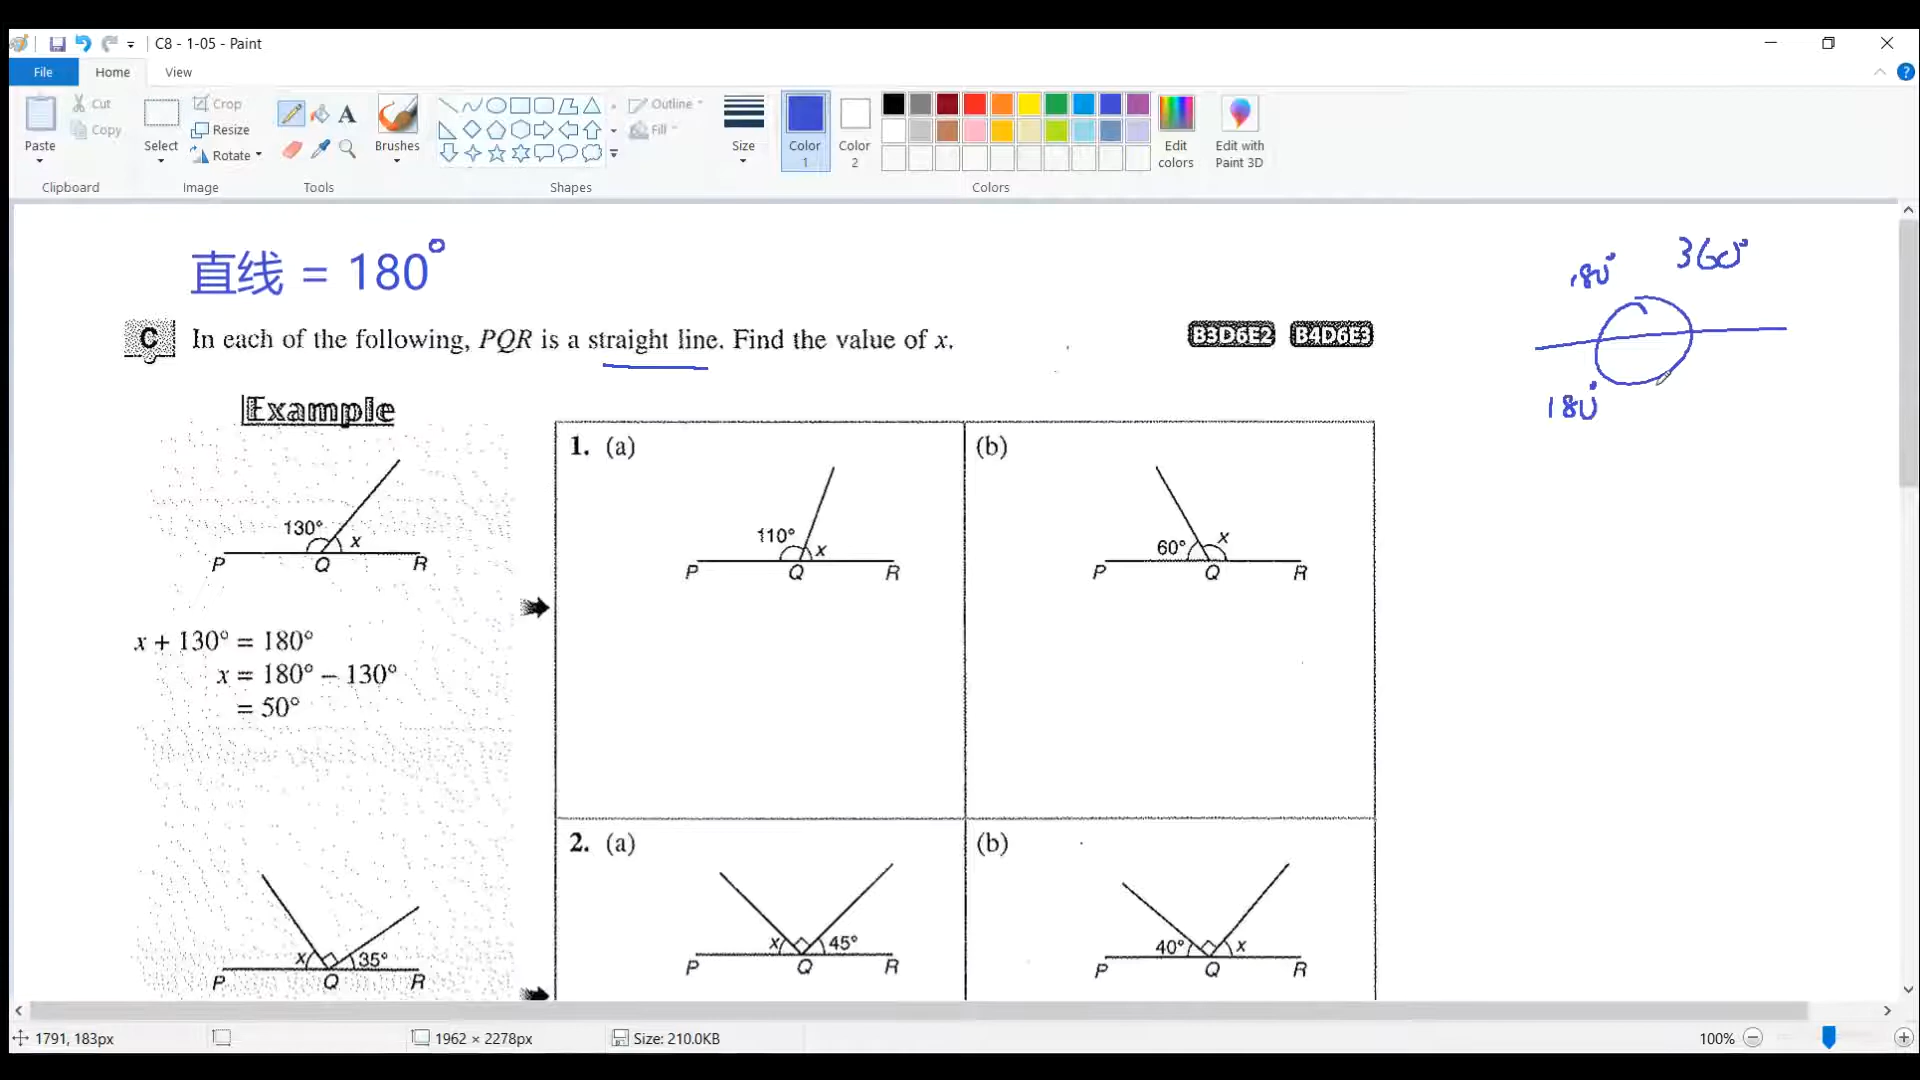 C8 - 1-05 - Paint
File Home View
Paste
Cut
Copy
Clipboard
Select
Crop
Resize
Rotate
Image
A
Tools
Brushes
Shapes
Outline
Fill
Size
Color 1
Color 2
Edit colors
Edit with Paint 3D
Colors
直线 = 180°
180°
360°
180°
C In each of the following, PQR is a straight line. Find the value of x.
B3D6E2 B4D6E3
Example
130° x
P Q R
x + 130° = 180°
x = 180° – 130°
= 50°
1. (a)
110° x
P Q R
(b)
60° x
P Q R
x 35°
P Q R
2. (a)
x 45°
P Q R
(b)
40° x
P Q R
1791, 183px
1962 × 2278px
Size: 210.0KB
100%